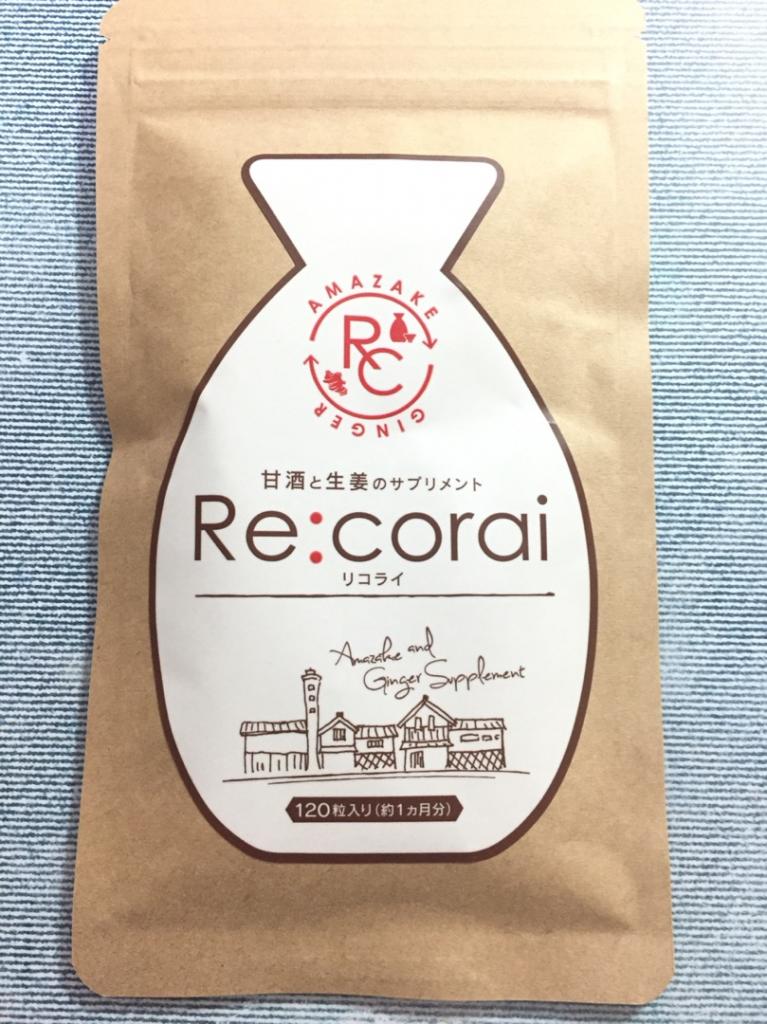 AMAZAKE
RC
GINGER
甘酒と生姜のサプリメント
Re:corai
リコライ
Amazake and
Ginger Supplement
120粒入り(約1ヵ月分)